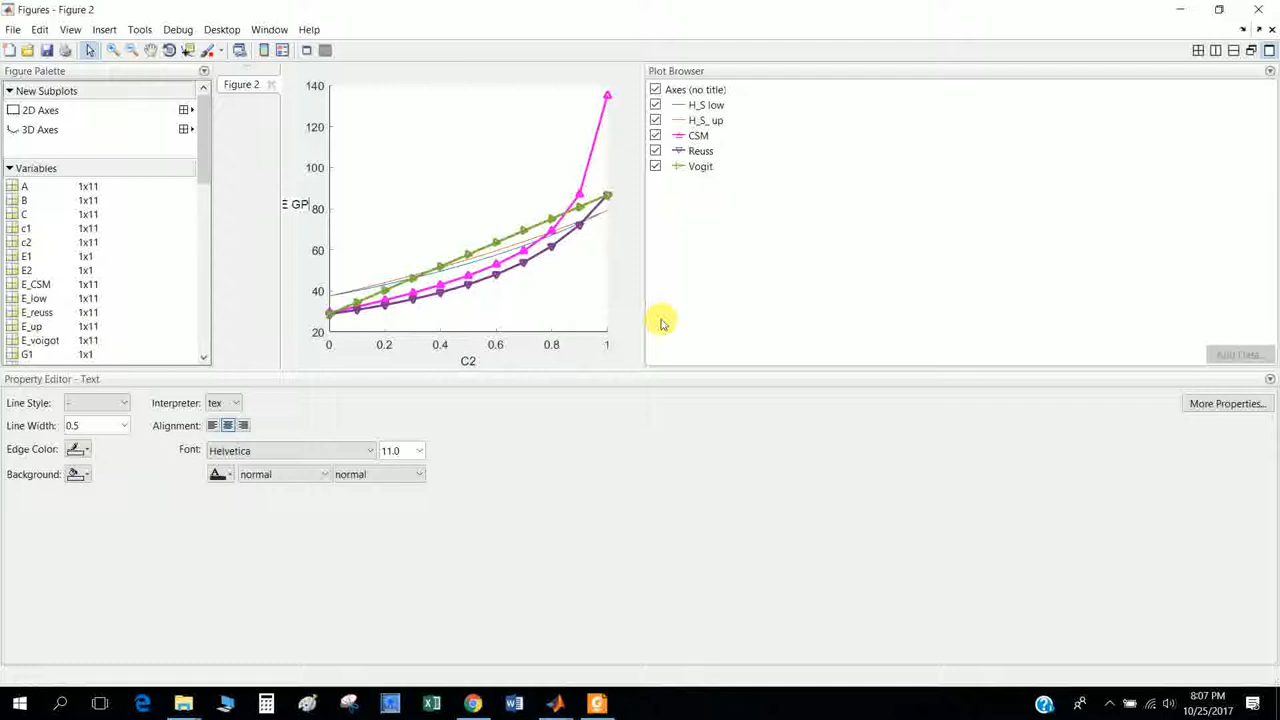 Figures - Figure 2
File Edit View Insert Tools Debug Desktop Window Help
Figure Palette
New Subplots
2D Axes
3D Axes
Variables
A 1x11
B 1x11
C 1x11
c1 1x11
c2 1x11
E1 1x1
E2 1x1
E_CSM 1x11
E_low 1x11
E_reuss 1x11
E_up 1x11
E_voigot 1x11
G1 1x1
Figure 2
140
120
100
80
60
40
20
E GP
0 0.2 0.4 0.6 0.8 1
C2
Plot Browser
Axes (no title)
H_S low
H_S_ up
CSM
Reuss
Vogit
Add Data...
Property Editor - Text
Line Style: - Interpreter: tex
More Properties...
Line Width: 0.5 Alignment:
Edge Color: Font: Helvetica 11.0
Background: normal normal
8:07 PM
10/25/2017